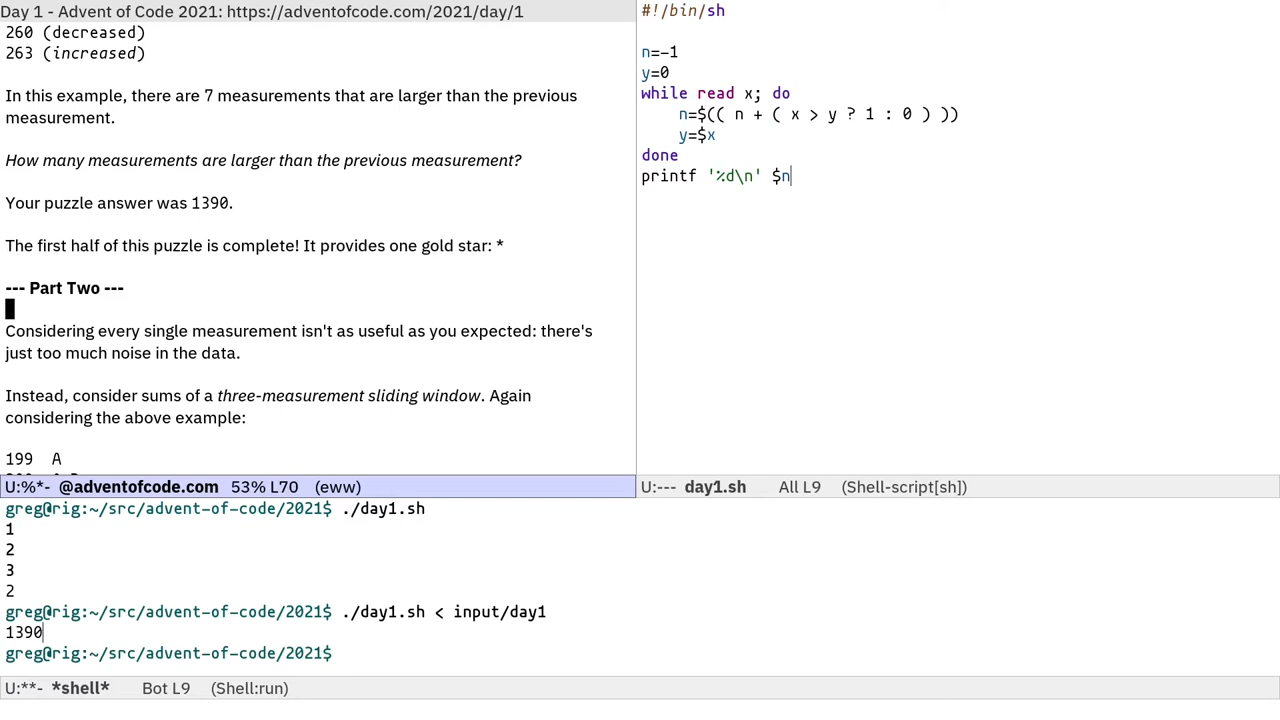 Day 1 - Advent of Code 2021: https://adventofcode.com/2021/day/1
260 (decreased)
263 (increased)
In this example, there are 7 measurements that are larger than the previous
measurement.
How many measurements are larger than the previous measurement?
Your puzzle answer was 1390.
The first half of this puzzle is complete! It provides one gold star: *
--- Part Two ---
Considering every single measurement isn't as useful as you expected: there's
just too much noise in the data.
Instead, consider sums of a three-measurement sliding window. Again
considering the above example:
199  A
U:%*-  @adventofcode.com  53% L70  (eww)
#!/bin/sh
n=-1
y=0
while read x; do
    n=$(( n + ( x > y ? 1 : 0 ) ))
    y=$x
done
printf '%d\n' $n
U:---  day1.sh  All L9  (Shell-script[sh])
greg@rig:~/src/advent-of-code/2021$ ./day1.sh
1
2
3
2
greg@rig:~/src/advent-of-code/2021$ ./day1.sh < input/day1
1390
greg@rig:~/src/advent-of-code/2021$
U:**-  *shell*  Bot L9  (Shell:run)